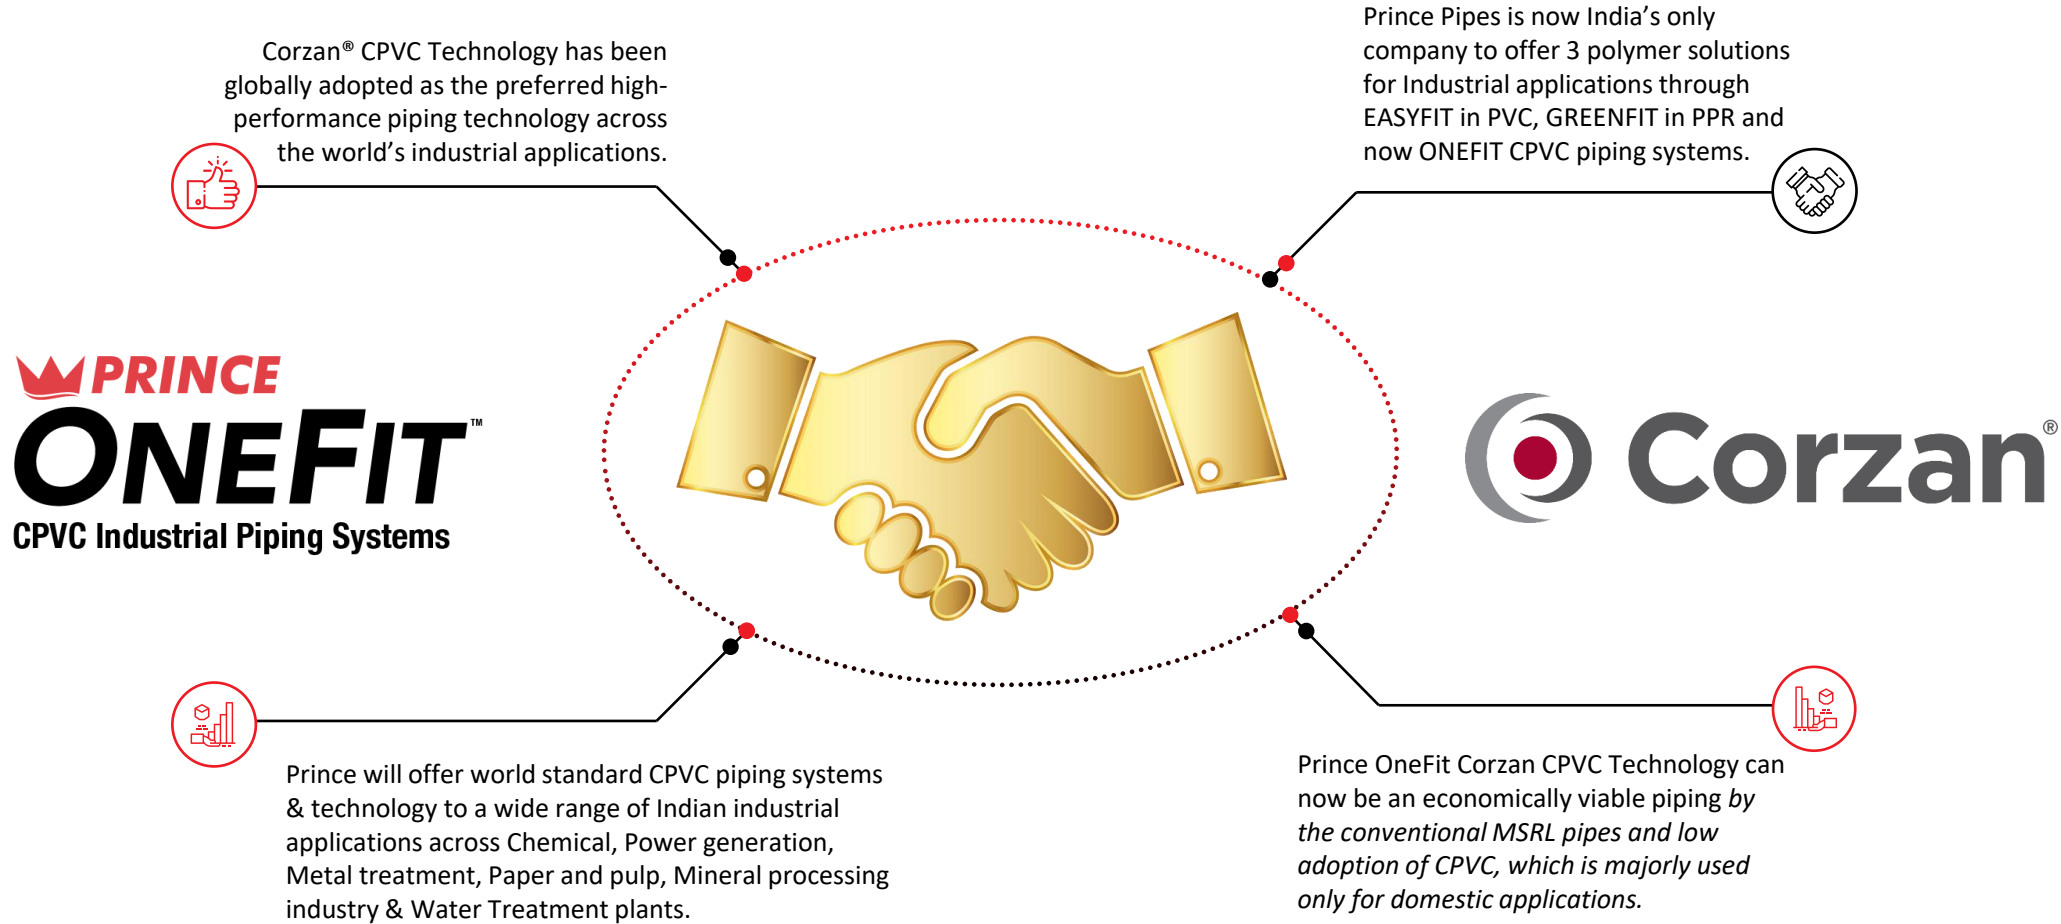 Corzan® CPVC Technology has been
globally adopted as the preferred high-
performance piping technology across
the world’s industrial applications.
Prince Pipes is now India’s only
company to offer 3 polymer solutions
for Industrial applications through
EASYFIT in PVC, GREENFIT in PPR and
now ONEFIT CPVC piping systems.
PRINCE
ONEFIT™
CPVC Industrial Piping Systems
Corzan®
Prince will offer world standard CPVC piping systems
& technology to a wide range of Indian industrial
applications across Chemical, Power generation,
Metal treatment, Paper and pulp, Mineral processing
industry & Water Treatment plants.
Prince OneFit Corzan CPVC Technology can
now be an economically viable piping by
the conventional MSRL pipes and low
adoption of CPVC, which is majorly used
only for domestic applications.